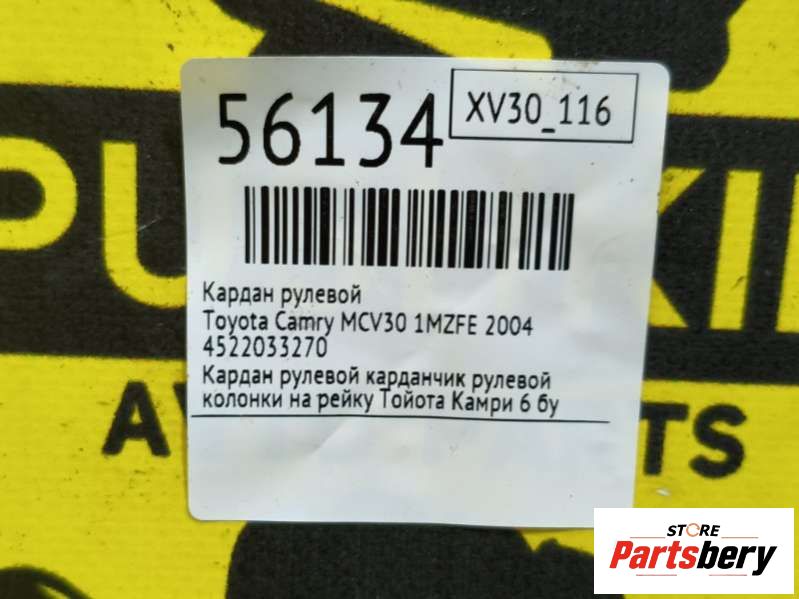 56134
XV30_116
Кардан рулевой
Toyota Camry MCV30 1MZFE 2004
4522033270
Кардан рулевой карданчик рулевой
колонки на рейку Тойота Камри 6 бу
STORE
Partsbery